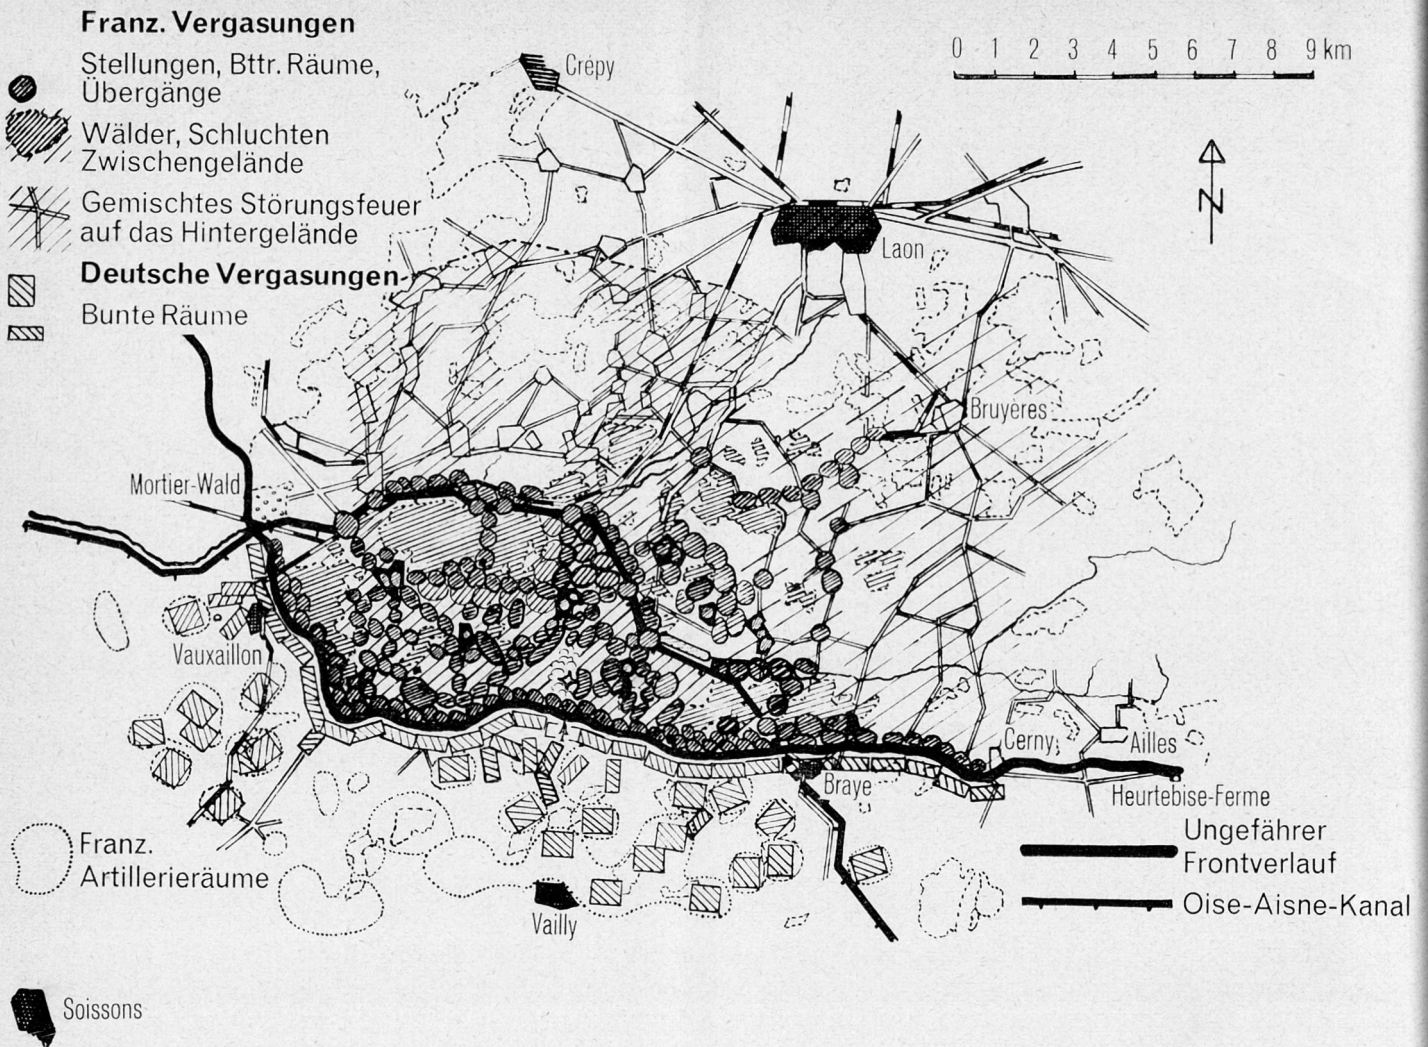 Franz. Vergasungen
Stellungen, Bttr. Räume,
Übergänge
Wälder, Schluchten
Zwischengelände
Gemischtes Störungsfeuer
auf das Hintergelände
Deutsche Vergasungen
Bunte Räume
0 1 2 3 4 5 6 7 8 9 km
N
Crépy
Laon
Bruyères
Mortier-Wald
Vauxaillon
Cerny
Ailles
Braye
Heurtebise-Ferme
Franz.
Artillerieräume
Ungefährer
Frontverlauf
Oise-Aisne-Kanal
Vailly
Soissons